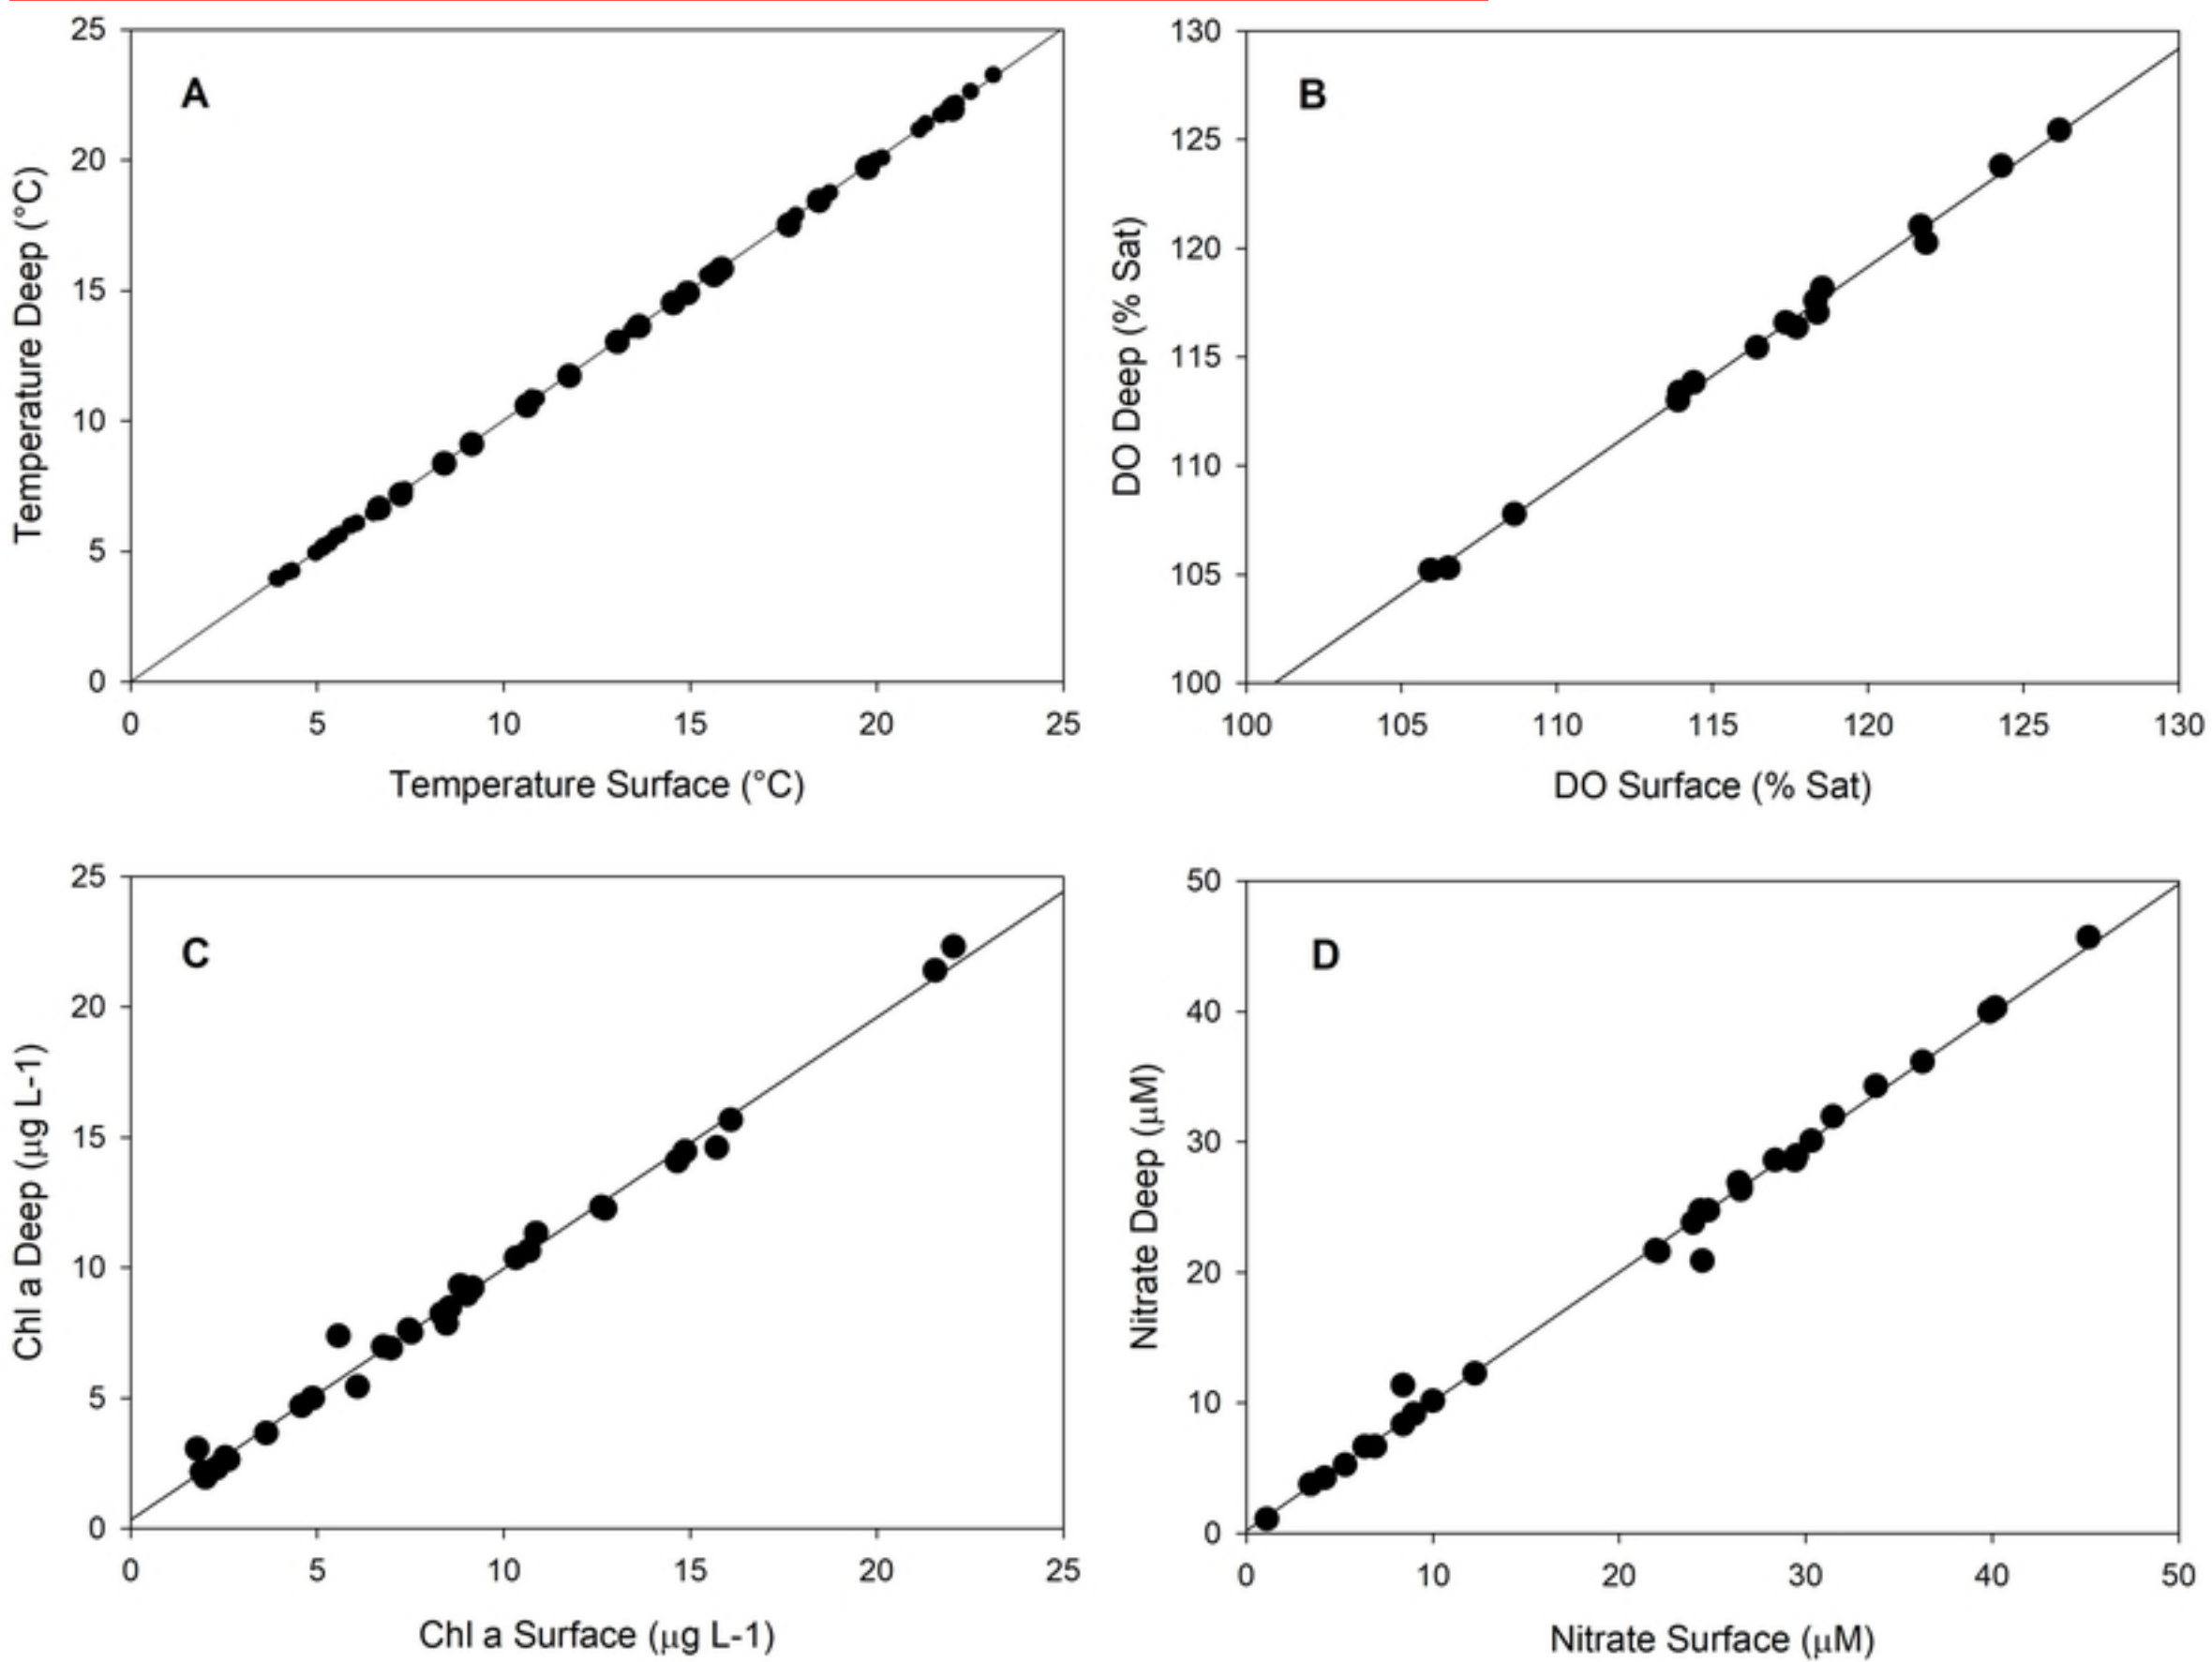 A
25
20
15
10
5
0
0 5 10 15 20 25
Temperature Deep (°C)
Temperature Surface (°C)
B
130
125
120
115
110
105
100
100 105 110 115 120 125 130
DO Deep (% Sat)
DO Surface (% Sat)
C
25
20
15
10
5
0
0 5 10 15 20 25
Chl a Deep (µg L-1)
Chl a Surface (µg L-1)
D
50
40
30
20
10
0
0 10 20 30 40 50
Nitrate Deep (µM)
Nitrate Surface (µM)